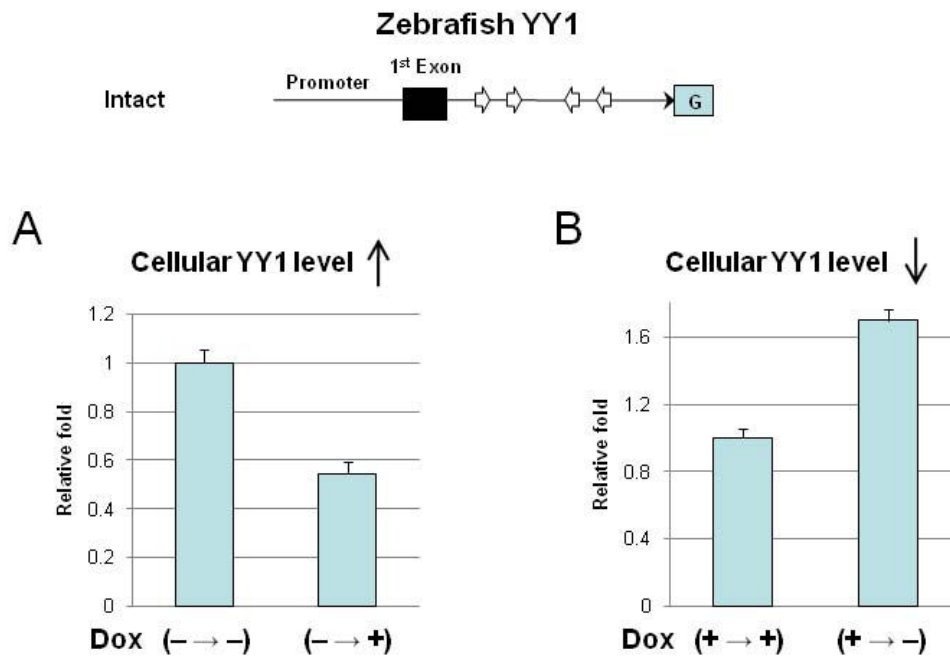 Zebrafish YY1
1st Exon
Promoter
Intact
G
A
Cellular YY1 level ↑
Relative fold
1.2
1
0.8
0.6
0.4
0.2
0
Dox (– → –) (– → +)
B
Cellular YY1 level ↓
Relative fold
1.6
1.2
0.8
0.4
0
Dox (+ → +) (+ → –)